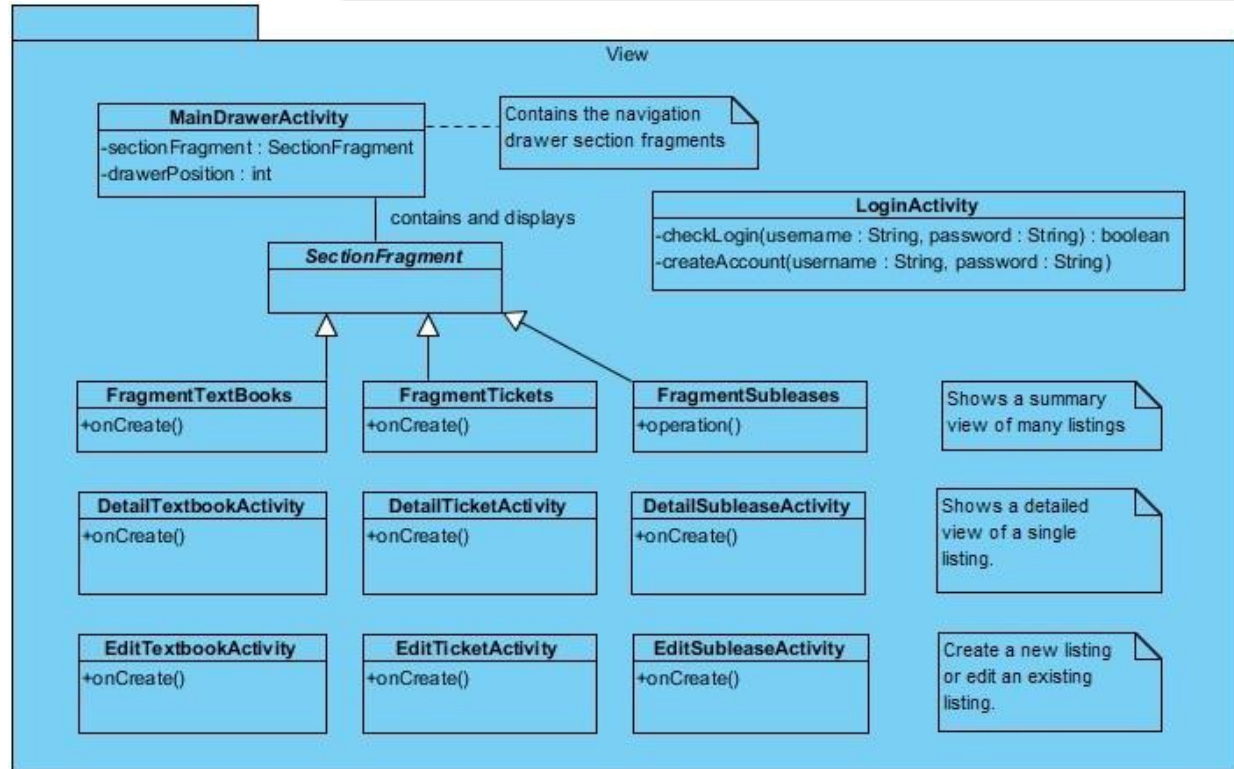 View
MainDrawerActivity
-sectionFragment : SectionFragment
-drawerPosition : int
Contains the navigation
drawer section fragments
contains and displays
LoginActivity
-checkLogin(username : String, password : String) : boolean
-createAccount(username : String, password : String)
SectionFragment
FragmentTextBooks
+onCreate()
FragmentTickets
+onCreate()
FragmentSubleases
+operation()
Shows a summary
view of many listings
DetailTextbookActivity
+onCreate()
DetailTicketActivity
+onCreate()
DetailSubleaseActivity
+onCreate()
Shows a detailed
view of a single
listing.
EditTextbookActivity
+onCreate()
EditTicketActivity
+onCreate()
EditSubleaseActivity
+onCreate()
Create a new listing
or edit an existing
listing.